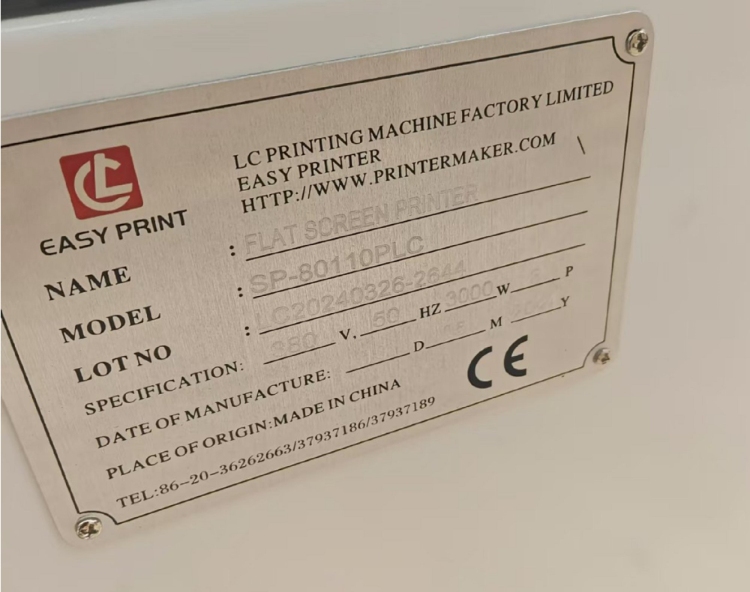 LC PRINTING MACHINE FACTORY LIMITED
EASY PRINTER
HTTP://WWW.PRINTERMAKER.COM
EASY PRINT
NAME : FLAT SCREEN PRINTER
MODEL : SP-80110PLC
LOT NO : LC20240326-2644
SPECIFICATION: 380 V, 50 HZ 3000 W P
DATE OF MANUFACTURE: D M Y
PLACE OF ORIGIN:MADE IN CHINA
CE
TEL:86-20-36262663/37937186/37937189